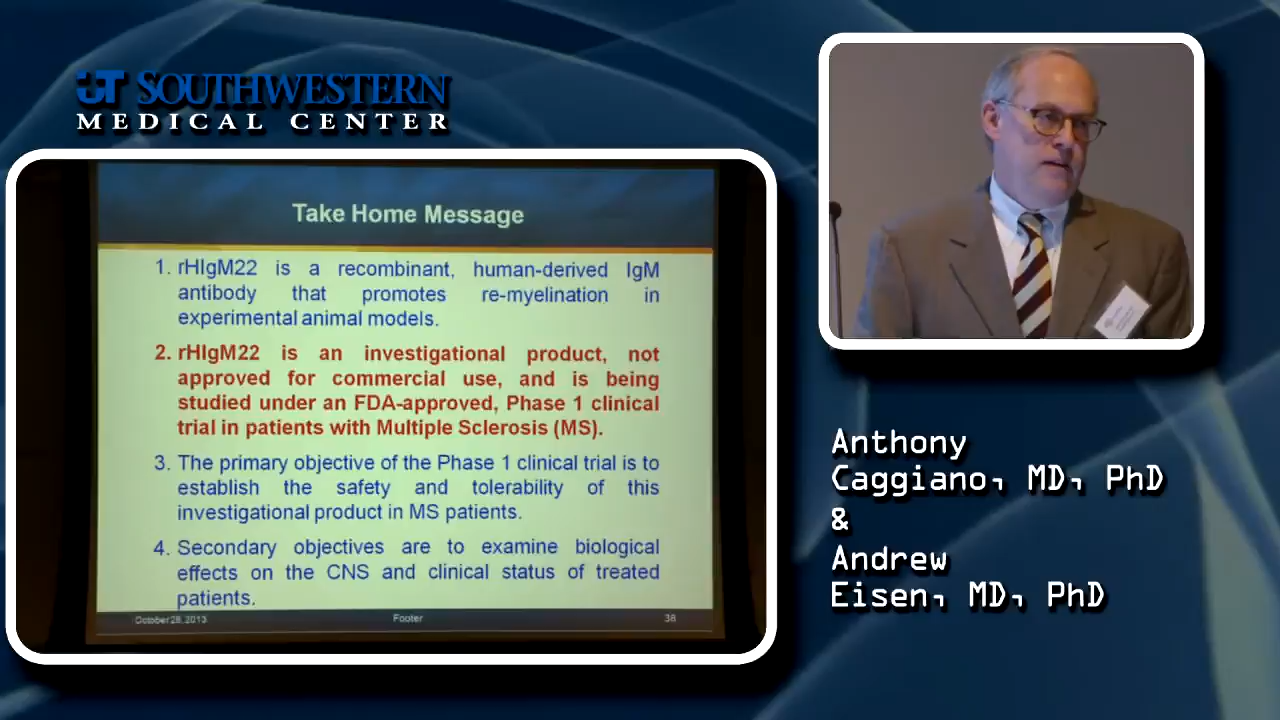 UT SOUTHWESTERN
MEDICAL CENTER
Take Home Message
1. rHIgM22 is a recombinant, human-derived IgM
antibody that promotes re-myelination in
experimental animal models.
2. rHIgM22 is an investigational product, not
approved for commercial use, and is being
studied under an FDA-approved, Phase 1 clinical
trial in patients with Multiple Sclerosis (MS).
3. The primary objective of the Phase 1 clinical trial is to
establish the safety and tolerability of this
investigational product in MS patients.
4. Secondary objectives are to examine biological
effects on the CNS and clinical status of treated
patients.
October 28, 2013 Footer 38
Anthony
Caggiano, MD, PhD
&
Andrew
Eisen, MD, PhD